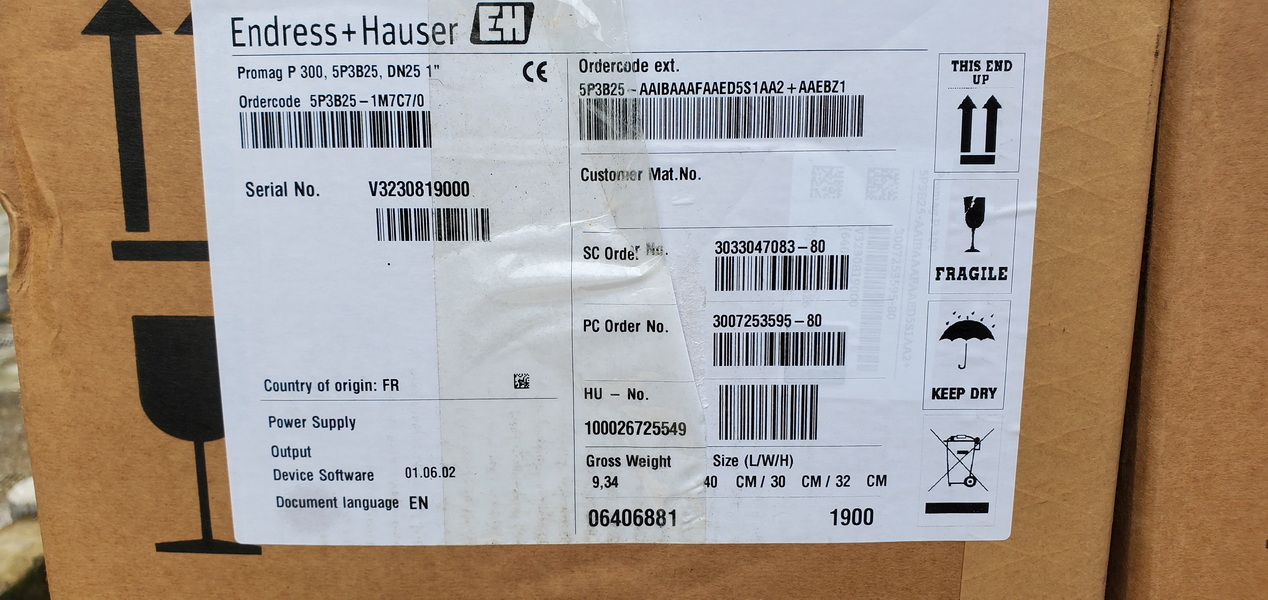 Endress+Hauser EH
Promag P 300, 5P3B25, DN25 1"
CE
Ordercode 5P3B25-1M7C7/0
Serial No. V3230819000
Country of origin: FR
Power Supply
Output
Device Software 01.06.02
Document language EN
Ordercode ext.
5P3B25-AAIBAAAFAAED5S1AA2+AAEBZ1
Customer Mat.No.
SC Order No. 3033047083-80
PC Order No. 3007253595-80
HU - No.
100026725549
Gross Weight Size (L/W/H)
9,34 40 CM / 30 CM / 32 CM
06406881 1900
THIS END
UP
FRAGILE
KEEP DRY